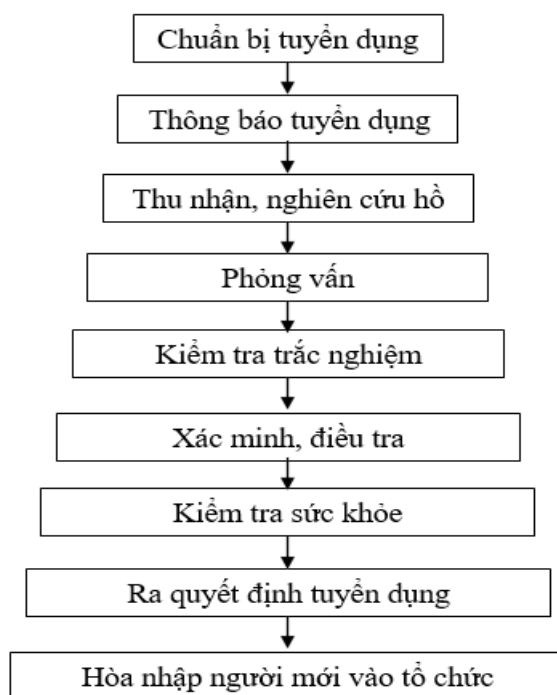 Chuẩn bị tuyển dụng
Thông báo tuyển dụng
Thu nhận, nghiên cứu hồ
Phỏng vấn
Kiểm tra trắc nghiệm
Xác minh, điều tra
Kiểm tra sức khỏe
Ra quyết định tuyển dụng
Hòa nhập người mới vào tổ chức